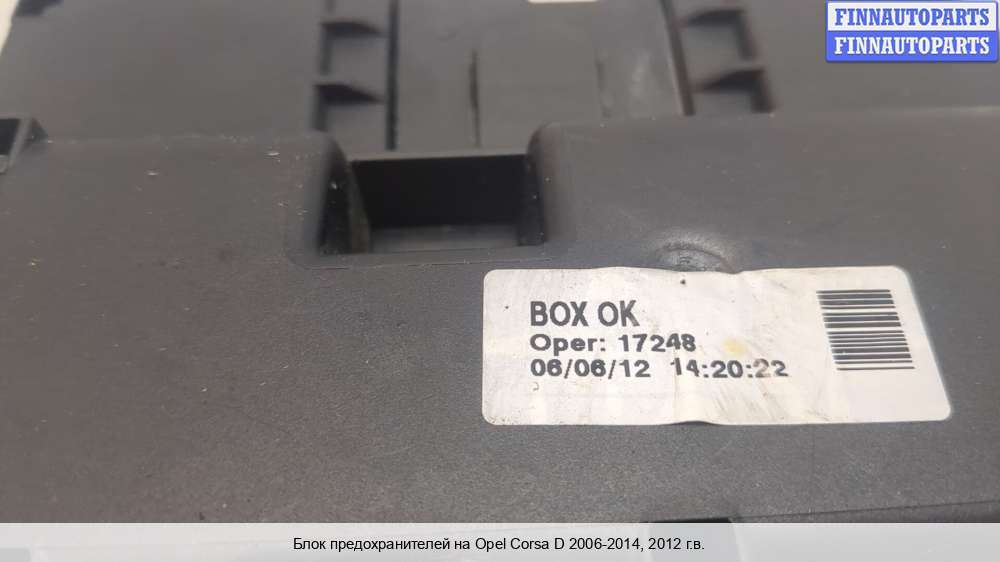 FINNAUTOPARTS
FINNAUTOPARTS
BOX OK
Oper: 17248
06/06/12 14:20:22
Блок предохранителей на Opel Corsa D 2006-2014, 2012 г.в.